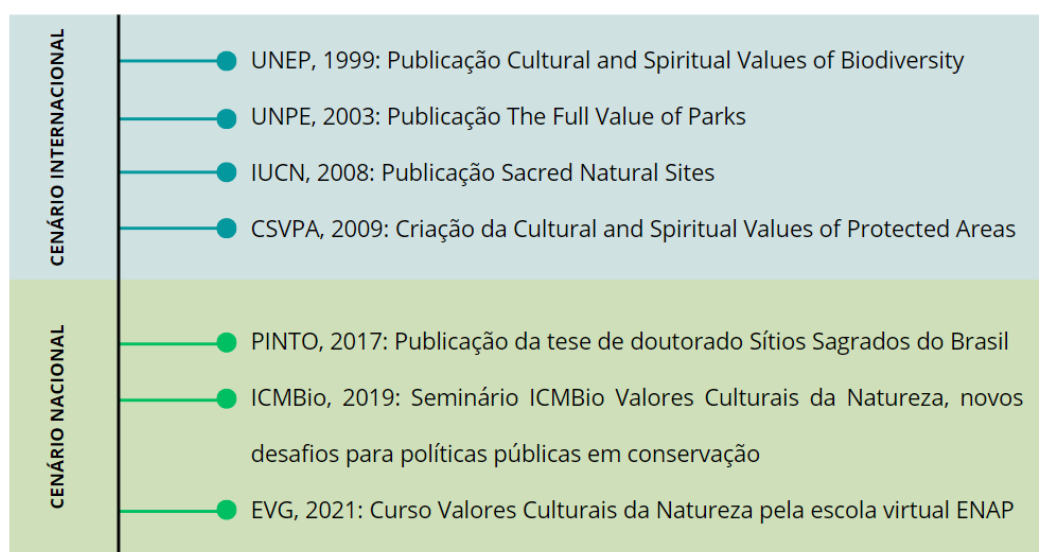 CENÁRIO INTERNACIONAL
UNEP, 1999: Publicação Cultural and Spiritual Values of Biodiversity
UNPE, 2003: Publicação The Full Value of Parks
IUCN, 2008: Publicação Sacred Natural Sites
CSVPA, 2009: Criação da Cultural and Spiritual Values of Protected Areas
CENÁRIO NACIONAL
PINTO, 2017: Publicação da tese de doutorado Sítios Sagrados do Brasil
ICMBio, 2019: Seminário ICMBio Valores Culturais da Natureza, novos
desafios para políticas públicas em conservação
EVG, 2021: Curso Valores Culturais da Natureza pela escola virtual ENAP